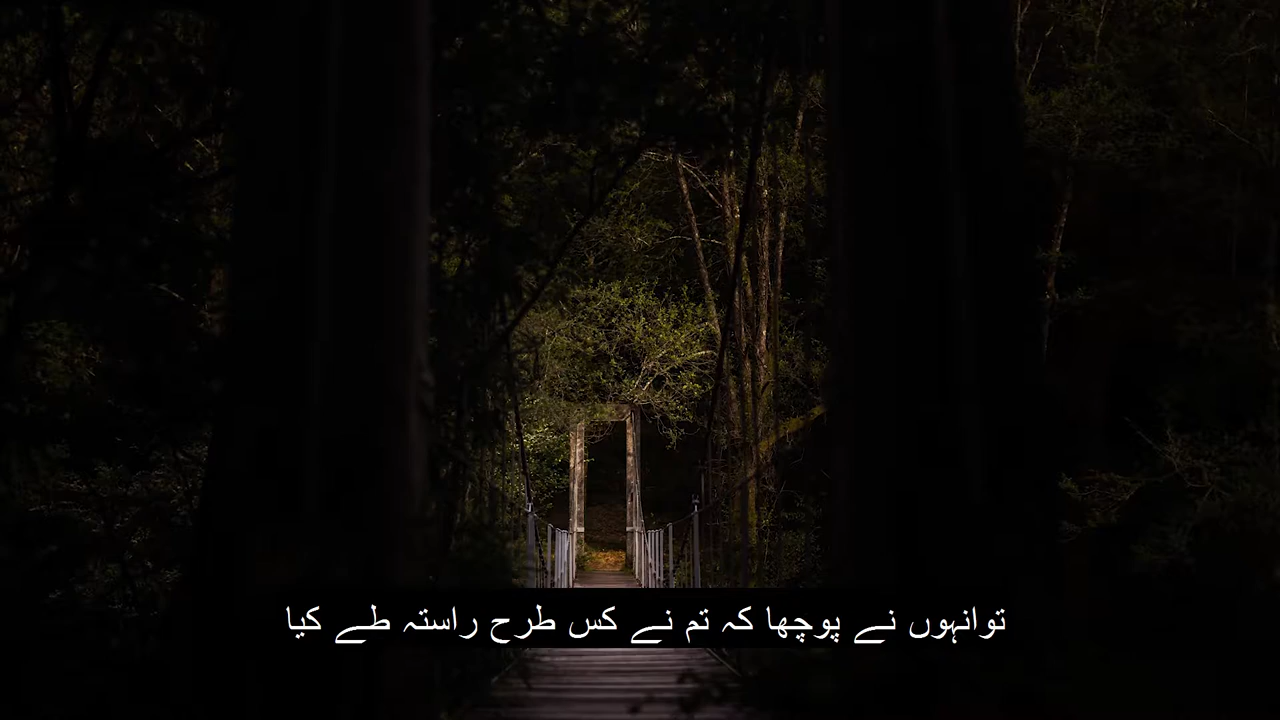 توانہوں نے پوچھا کہ تم نے کس طرح راستہ طے کیا